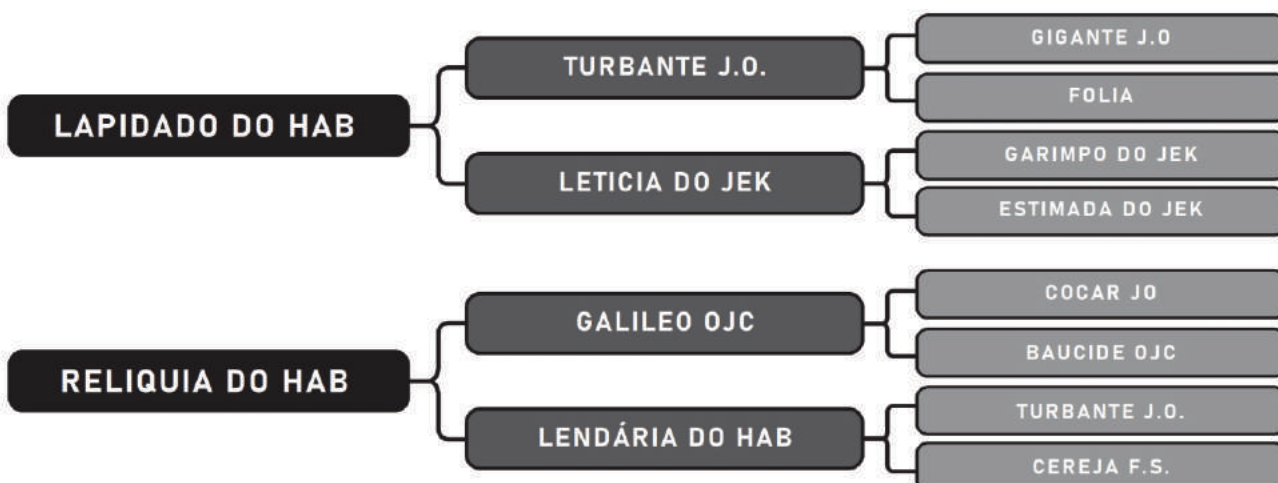 LAPIDADO DO HAB
TURBANTE J.O.
GIGANTE J.O
FOLIA
LETICIA DO JEK
GARIMPO DO JEK
ESTIMADA DO JEK
RELIQUIA DO HAB
GALILEO OJC
COCAR JO
BAUCIDE OJC
LENDÁRIA DO HAB
TURBANTE J.O.
CEREJA F.S.